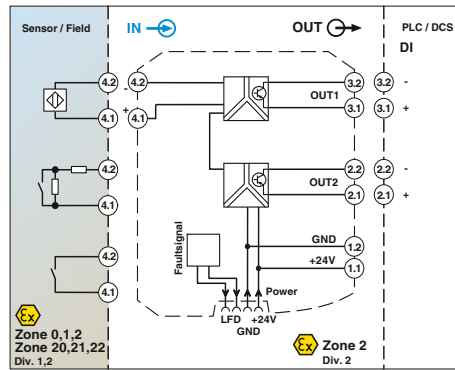 Sensor / Field
IN
OUT
PLC / DCS
DI
4.2
4.2
-
3.2
3.2
-
OUT1
4.1
+
4.1
3.1
3.1
+
4.2
2.2
2.2
-
OUT2
4.1
2.1
2.1
+
Faultsignal
GND
1.2
4.2
+24V
1.1
4.1
Power
LFD
+24V
GND
Ex
Zone 0,1,2
Zone 20,21,22
Div. 1,2
Ex
Zone 2
Div. 2